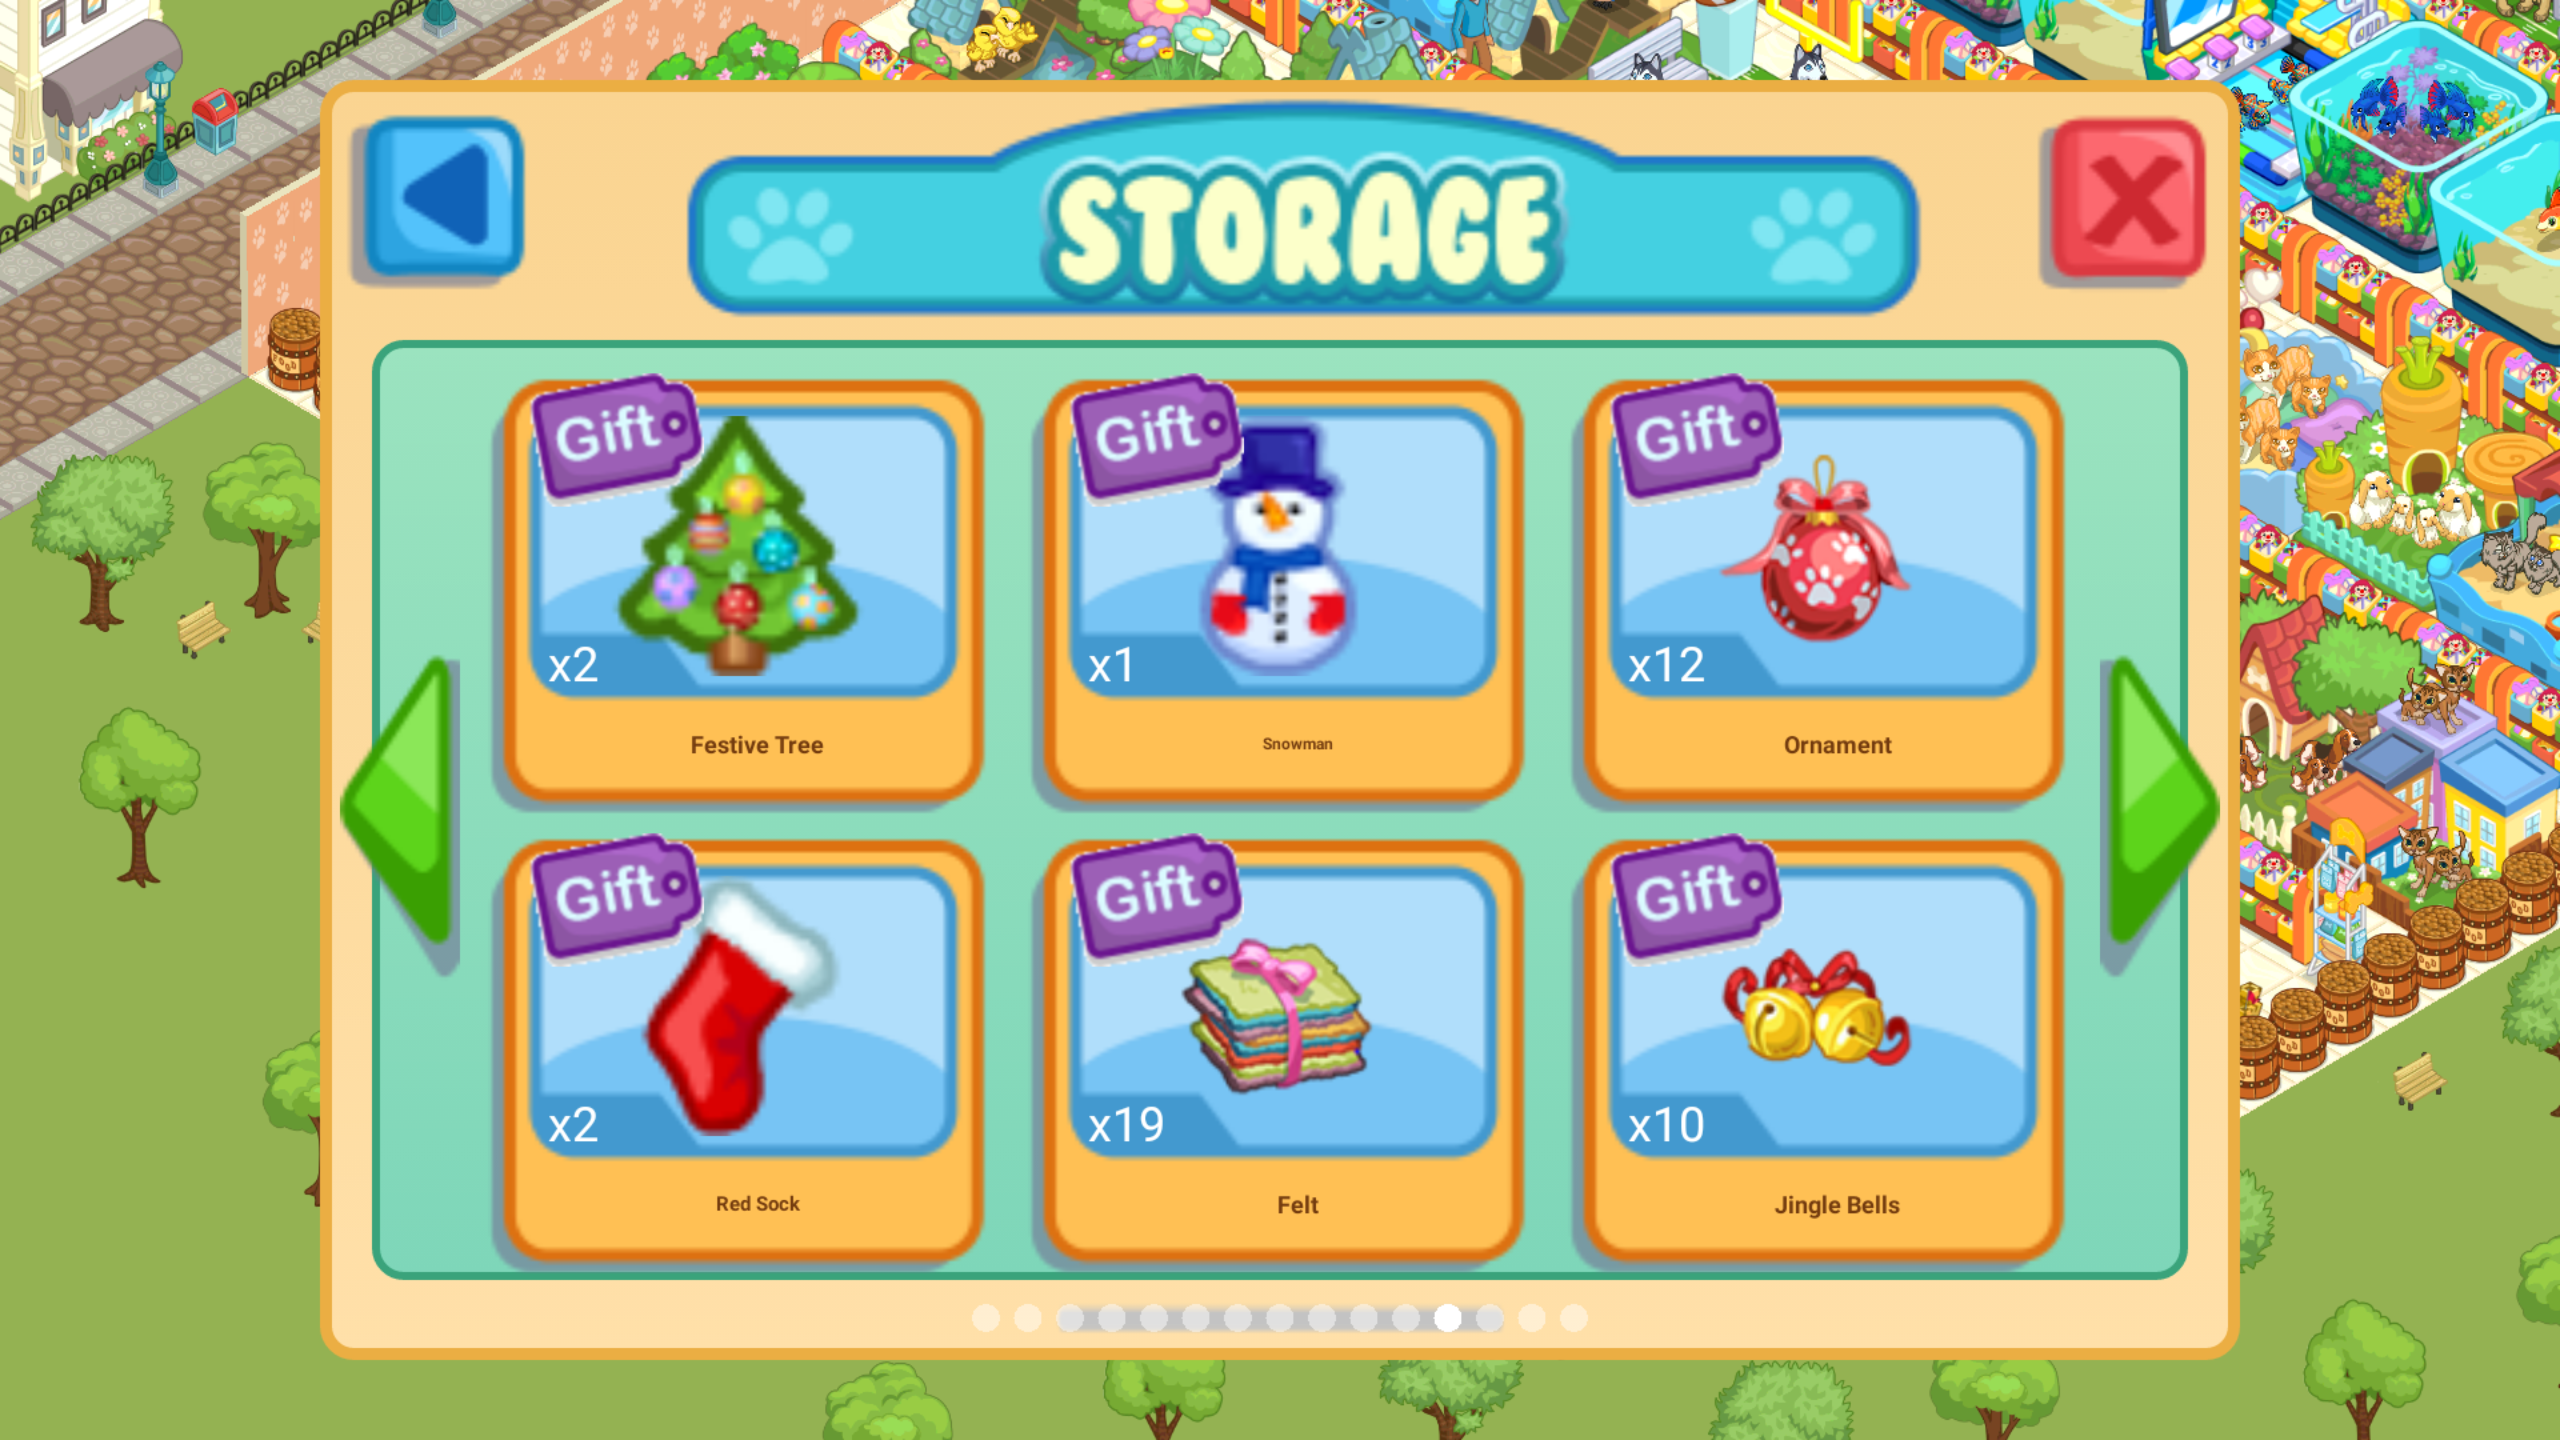 STORAGE
Gift
x2
Festive Tree
Gift
x1
Snowman
Gift
x12
Ornament
Gift
x2
Red Sock
Gift
x19
Felt
Gift
x10
Jingle Bells